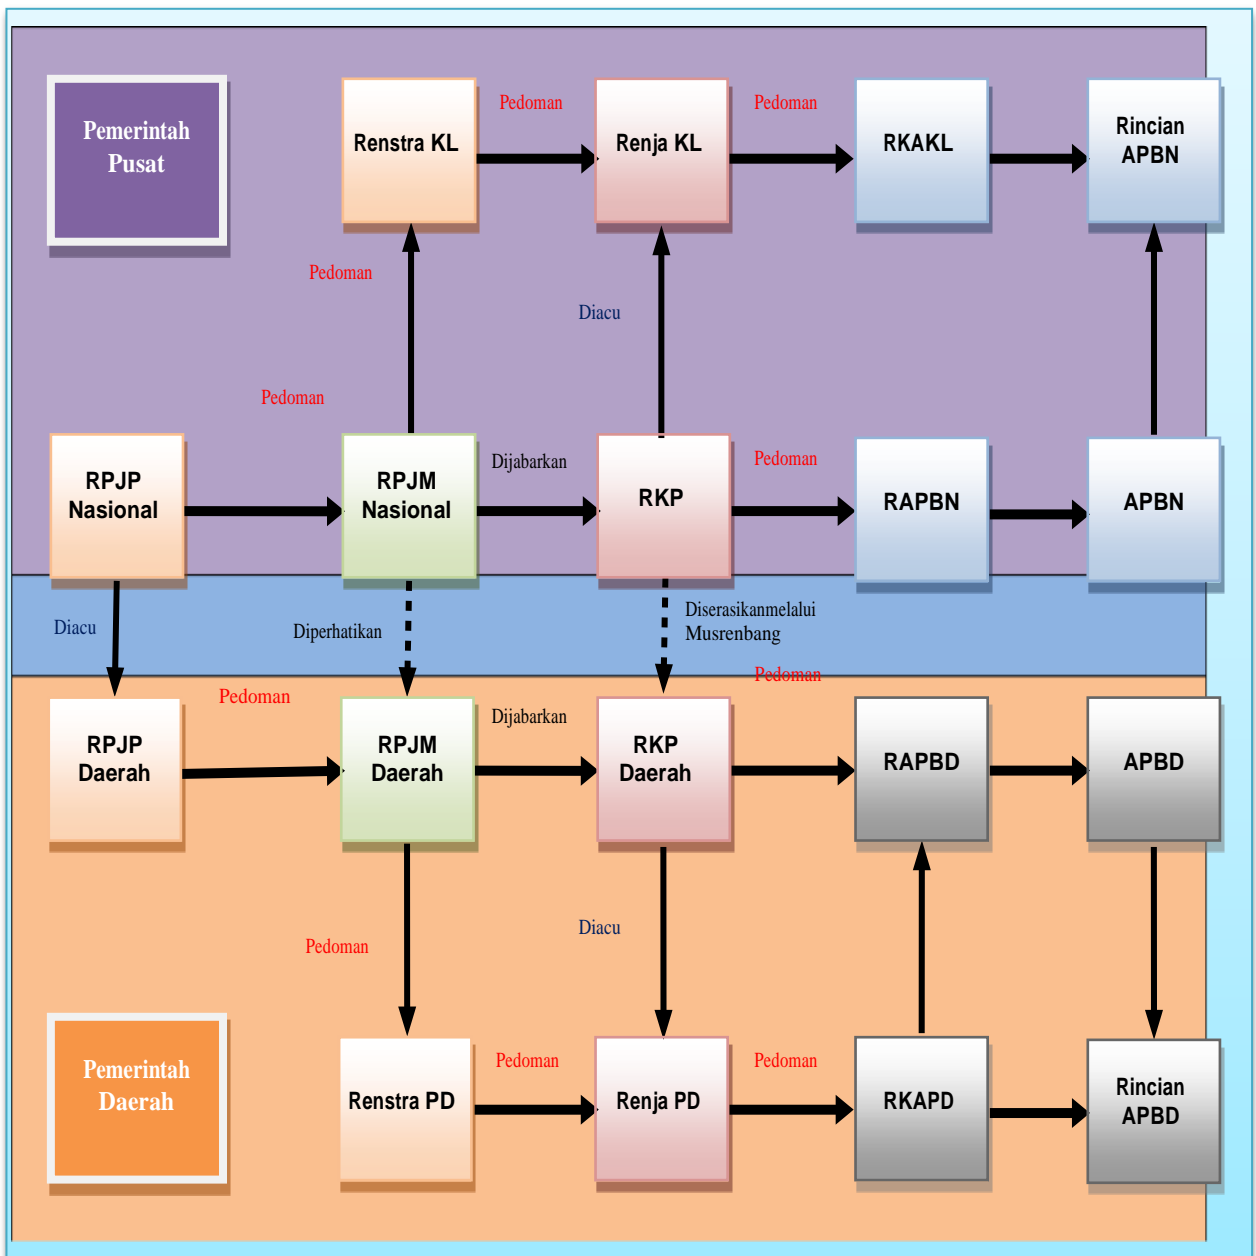 Pemerintah
Pusat
Renstra KL
Pedoman
Renja KL
Pedoman
RKAKL
Rincian
APBN
Pedoman
Diacu
Pedoman
RPJP
Nasional
RPJM
Nasional
Dijabarkan
RKP
Pedoman
RAPBN
APBN
Diacu
Diperhatikan
Diserasikanmelalui
Musrenbang
Pedoman
Pedoman
RPJP
Daerah
RPJM
Daerah
Dijabarkan
RKP
Daerah
RAPBD
APBD
Pedoman
Diacu
Pemerintah
Daerah
Renstra PD
Pedoman
Renja PD
Pedoman
RKAPD
Rincian
APBD